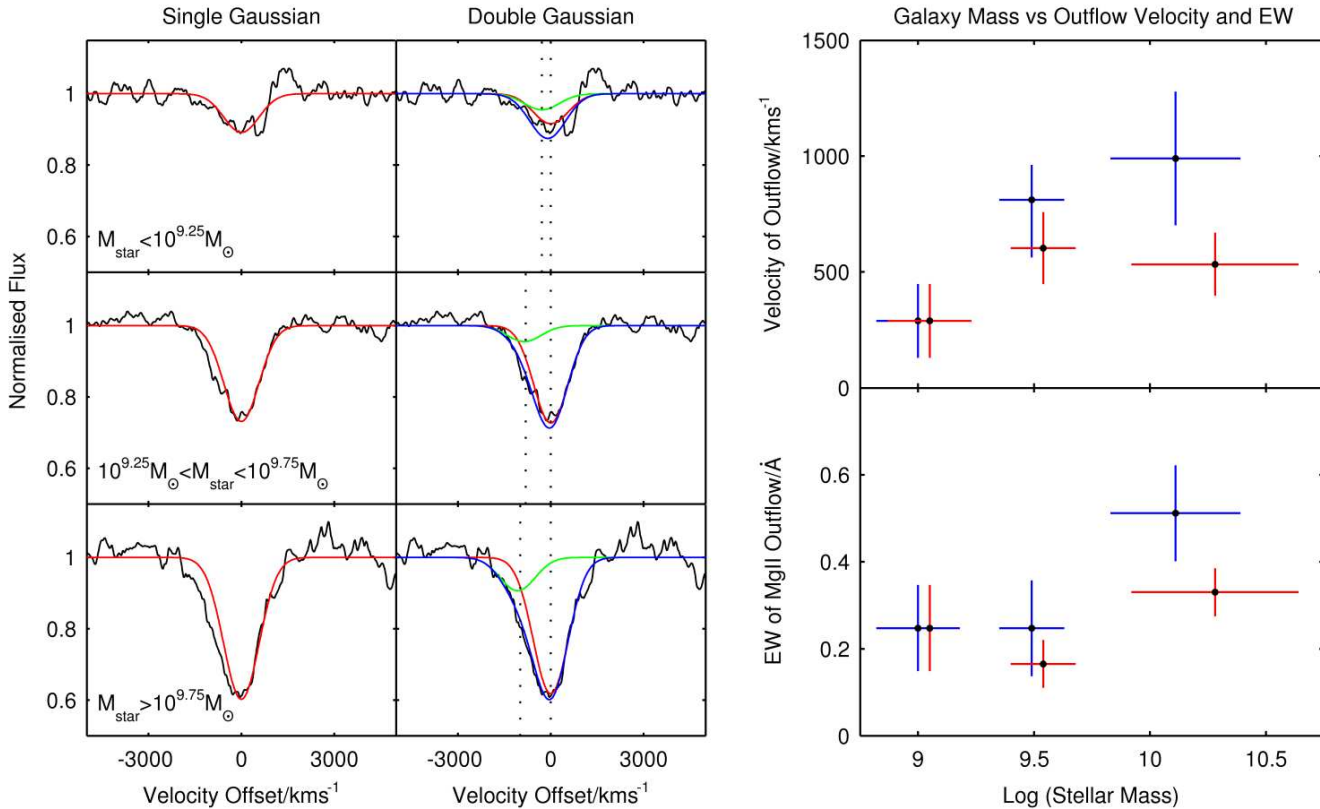 Single Gaussian
Double Gaussian
Galaxy Mass vs Outflow Velocity and EW
Normalised Flux
1
0.8
0.6
M_star<10^9.25M_⊙
1
0.8
0.6
10^9.25M_⊙<M_star<10^9.75M_⊙
1
0.8
0.6
M_star>10^9.75M_⊙
-3000 0 3000
-3000 0 3000
Velocity Offset/kms^-1
Velocity Offset/kms^-1
Velocity of Outflow/kms^-1
1500
1000
500
0
EW of MgII Outflow/Å
0.6
0.4
0.2
0
9 9.5 10 10.5
Log (Stellar Mass)